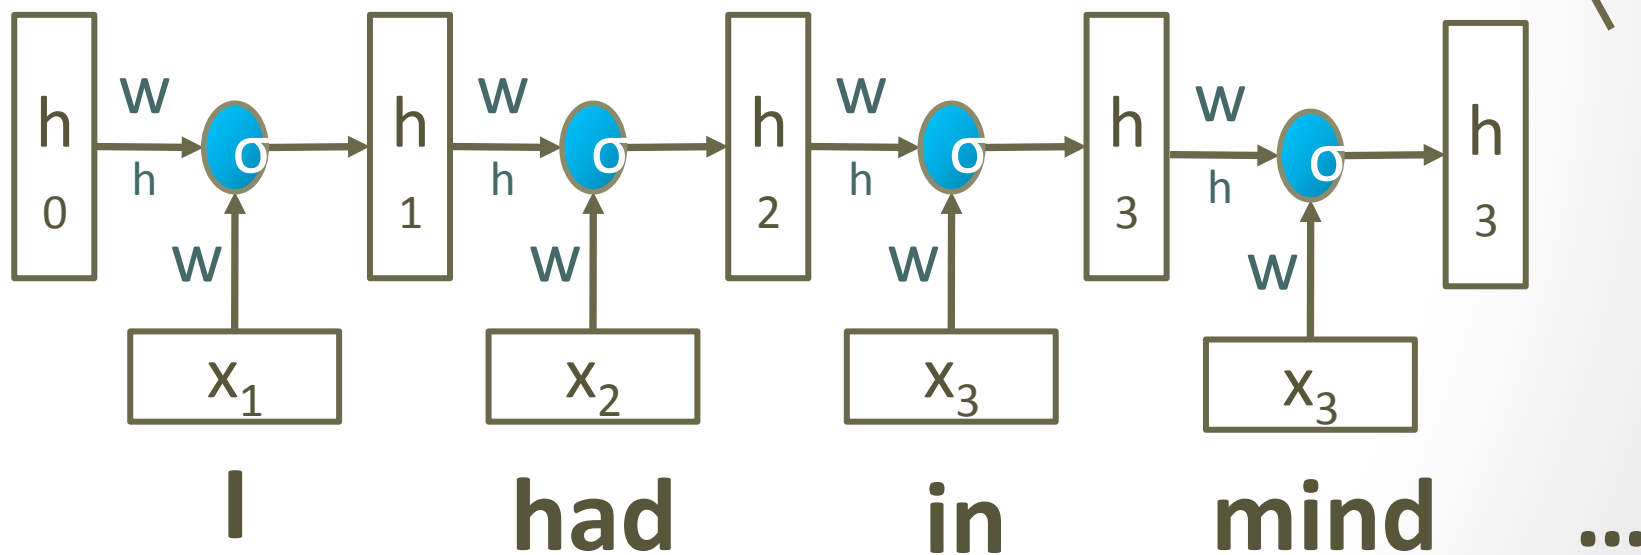 W W W W
h σ h σ h σ h σ h
h h h h
0 1 2 3 3
W W W W
x₁ x₂ x₃ x₃
I had in mind ...